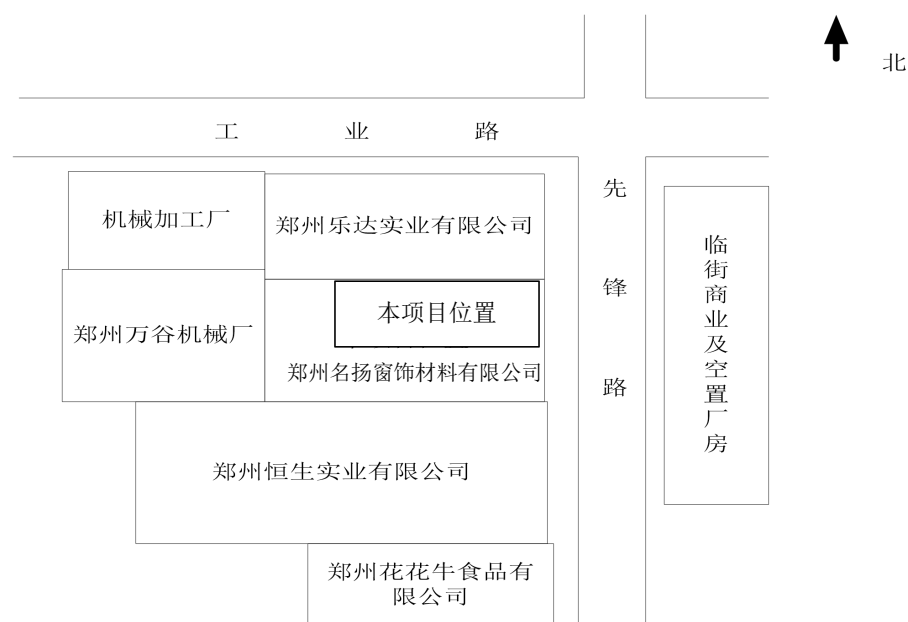 北
工业路
机械加工厂
郑州乐达实业有限公司
先锋路
临街商业及空置厂房
本项目位置
郑州万谷机械厂
郑州名扬窗饰材料有限公司
郑州恒生实业有限公司
郑州花花牛食品有
限公司